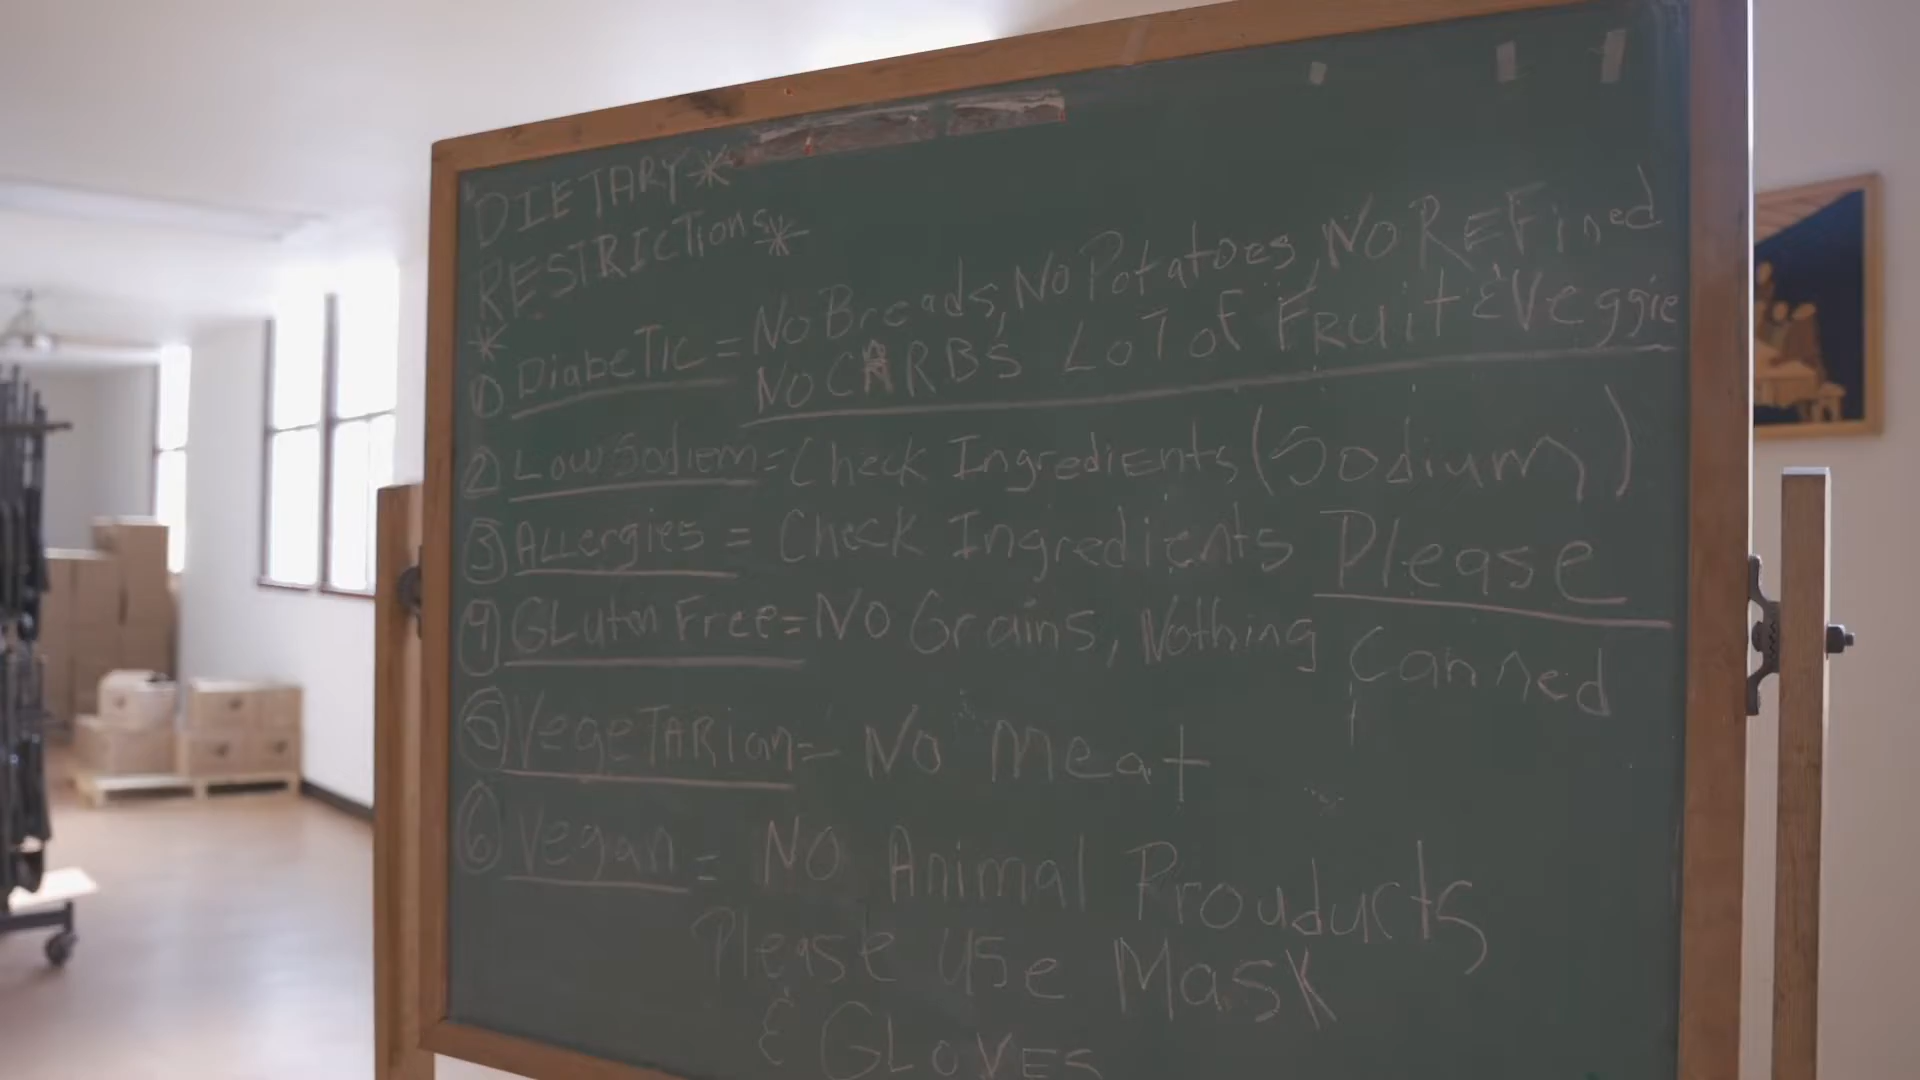 DIETARY*
RESTRICTIONS*
*
① DiabeTic = No Breads, No Potatoes, NO REFined
NO CARBS LOT of FRuit & Veggie
② Low Sodiem = Check Ingredients (Sodium)
③ ALLergies = Check Ingredients Please
④ GLuten Free = NO Grains, Nothing Canned
⑤ VegeTARian = NO Meat
⑥ Vegan = NO Animal Prouducts
Please use Mask
& GLOVES